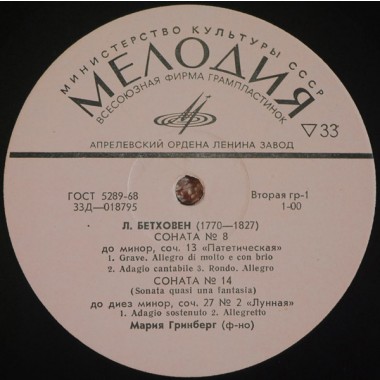 МИНИСТЕРСТВО КУЛЬТУРЫ СССР
МЕЛОДИЯ
ВСЕСОЮЗНАЯ ФИРМА ГРАМПЛАСТИНОК
▽33
АПРЕЛЕВСКИЙ ОРДЕНА ЛЕНИНА ЗАВОД
ГОСТ 5289-68
33Д—018795
Вторая гр-1
1-00
Л. БЕТХОВЕН (1770—1827)
СОНАТА № 8
до минор, соч. 13 «Патетическая»
1. Grave. Allegro di molto e con brio
2. Adagio cantabile 3. Rondo. Allegro
СОНАТА № 14
(Sonata quasi una fantasia)
до диез минор, соч. 27 № 2 «Лунная»
1. Adagio sostenuto 2. Allegretto
Мария Гринберг (ф-но)